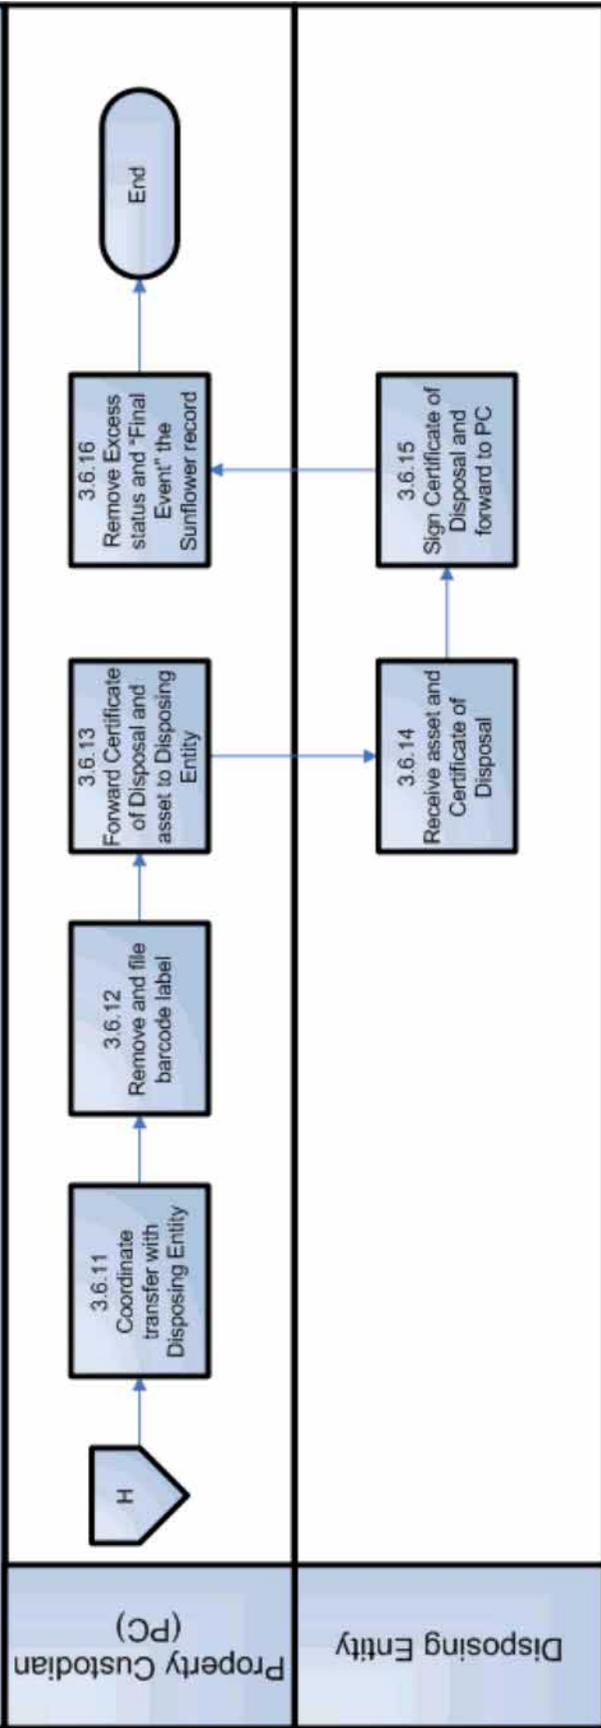 Property Custodian
(PC)
H
3.6.11
Coordinate
transfer with
Disposing Entity
3.6.12
Remove and file
barcode label
3.6.13
Forward Certificate
of Disposal and
asset to Disposing
Entity
3.6.16
Remove Excess
status and "Final
Event" the
Sunflower record
End
Disposing Entity
3.6.14
Receive asset and
Certificate of
Disposal
3.6.15
Sign Certificate of
Disposal and
forward to PC